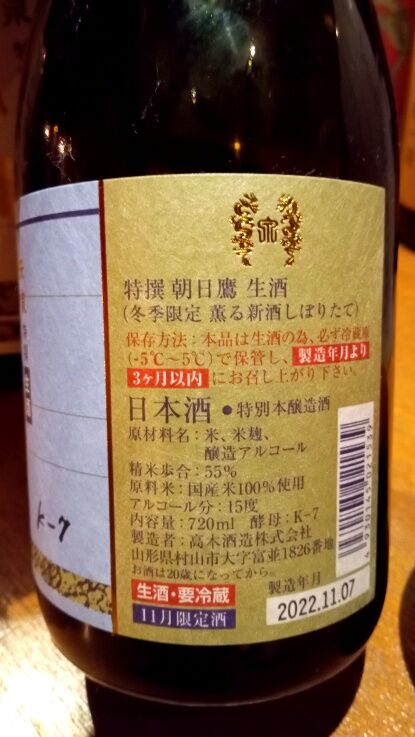 特撰 朝日鷹 生酒
(冬季限定 薫る新酒しぼりたて)
保存方法：本品は生酒の為、必ず冷蔵庫
(-5℃〜5℃)で保管し、製造年月より
3ヶ月以内にお召し上がり下さい。
日本酒・特別本醸造酒
原材料名：米、米麹、
醸造アルコール
精米歩合：55%
原料米：国産米100%使用
アルコール分：15度
内容量：720ml 酵母：K-7
製造者：高木酒造株式会社
山形県村山市大字富並1826番地
お酒は20歳になってから。
生酒・要冷蔵
11月限定酒
製造年月
2022.11.07
4939145021539
K-7